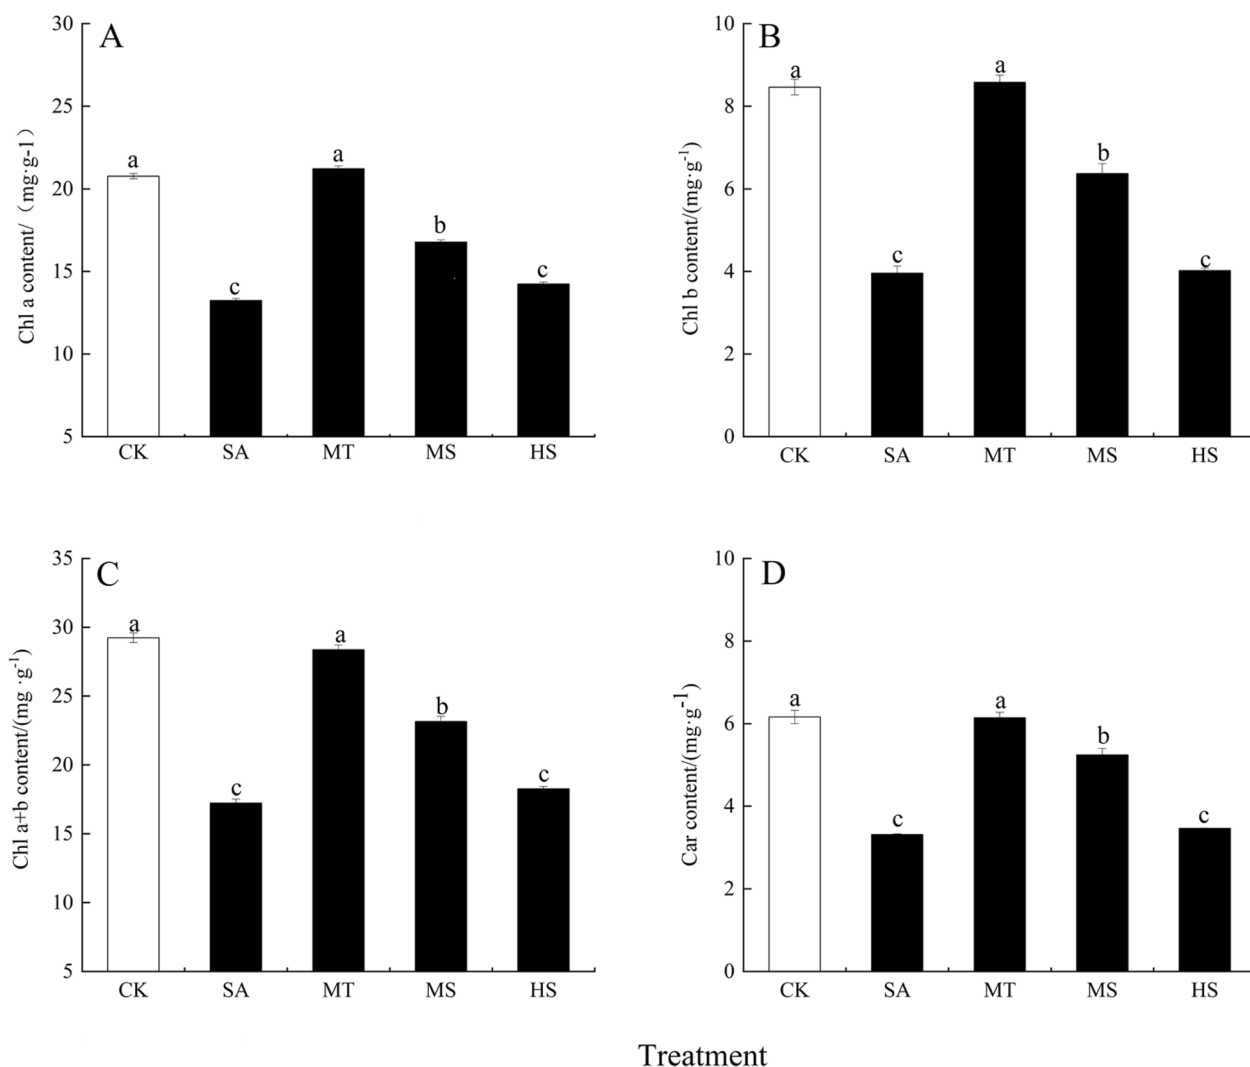 A
Chl a content/（mg·g-1）
30
25
20
15
10
5
a
c
a
b
c
CK SA MT MS HS
B
Chl b content/(mg·g-1)
10
8
6
4
2
0
a
c
a
b
c
CK SA MT MS HS
C
Chl a+b content/(mg ·g-1)
35
30
25
20
15
10
5
a
c
a
b
c
CK SA MT MS HS
D
Car content/(mg·g-1)
10
8
6
4
2
0
a
c
a
b
c
CK SA MT MS HS
Treatment